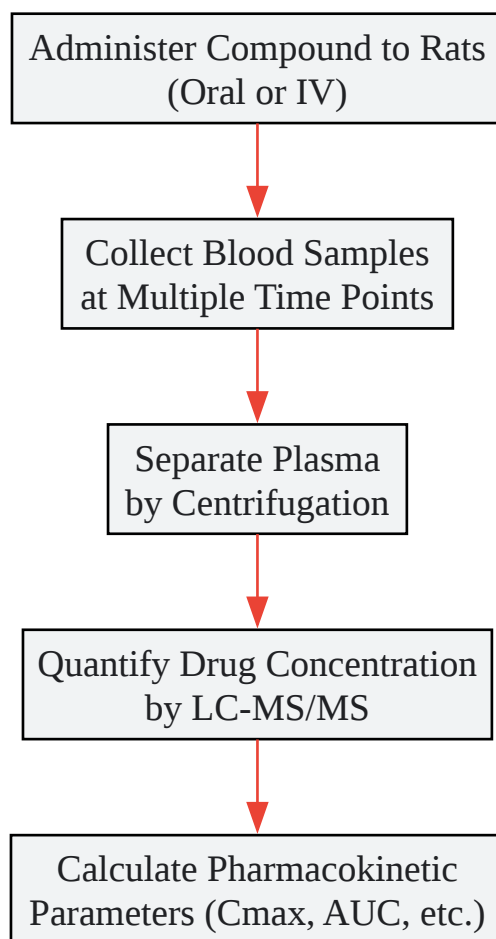 Administer Compound to Rats
(Oral or IV)
Collect Blood Samples
at Multiple Time Points
Separate Plasma
by Centrifugation
Quantify Drug Concentration
by LC-MS/MS
Calculate Pharmacokinetic
Parameters (Cmax, AUC, etc.)